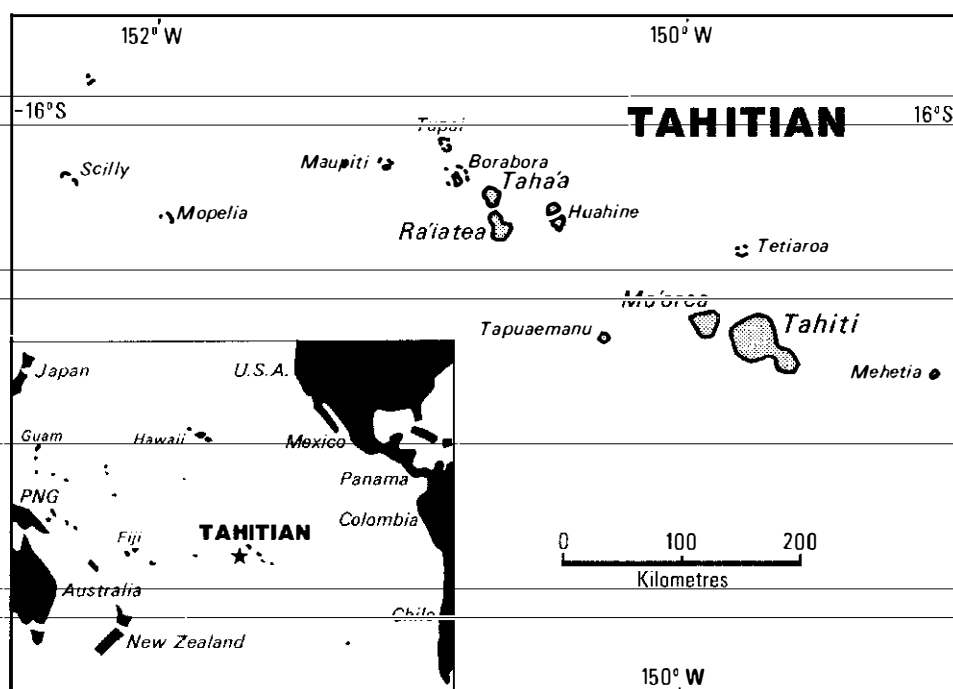 152° W
150° W
-16° S
TAHITIAN
16° S
Tupai
Maupiti
Borabora
Scilly
Taha'a
Mopelia
Huahine
Ra'iatea
Tetiaroa
Mo'orea
Tapuaemanu
Tahiti
Mehetia
Japan
U.S.A.
Guam
Hawaii
Mexico
Panama
PNG
Colombia
Fiji
TAHITIAN
0 100 200
Kilometres
Australia
Chile
New Zealand
150° W